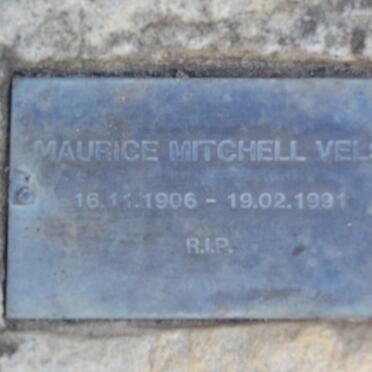 MAURICE MITCHELL
16.11.1906 - 19.02.1991
R.I.P.